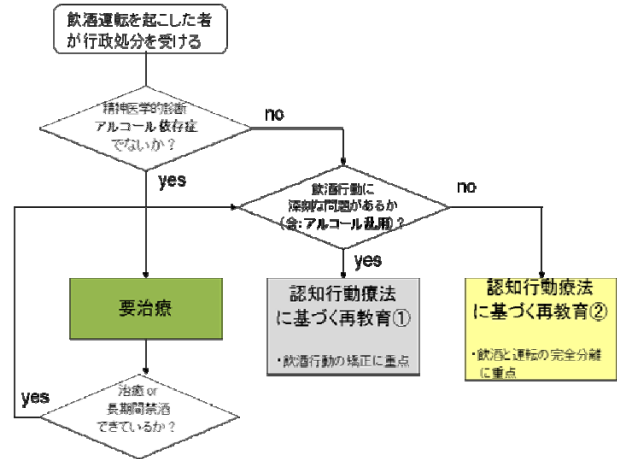 飲酒運転を起こした者
が行政処分を受ける
精神医学的診断
アルコール依存症
でないか？
no
yes
飲酒行動に
深刻な問題があるか
（含：アルコール乱用）？
no
yes
要治療
認知行動療法
に基づく再教育①
・飲酒行動の矯正に重点
認知行動療法
に基づく再教育②
・飲酒と運転の完全分離
に重点
yes
治癒 or
長期間禁酒
できているか？